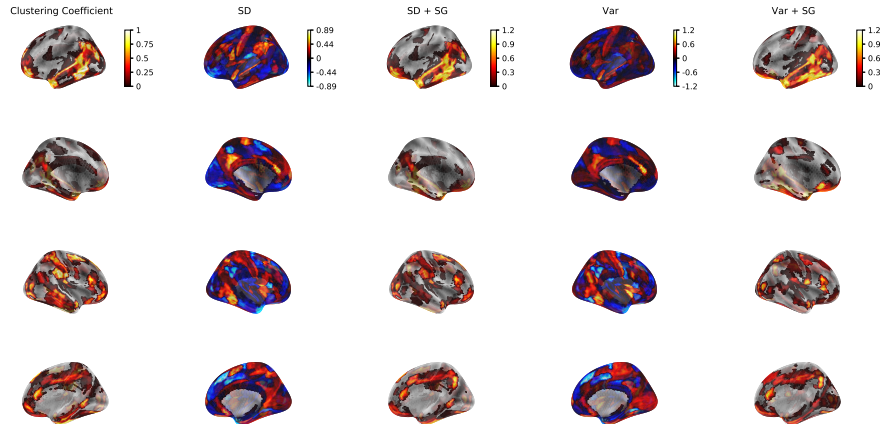 Clustering Coefficient SD SD + SG Var Var + SG
1 0.89 1.2 1.2 1.2
0.75 0.44 0.9 0.6 0.9
0.5 0.6 0 0.6
0.25 -0.44 0.3 -0.6 0.3
0 -0.89 0 -1.2 0